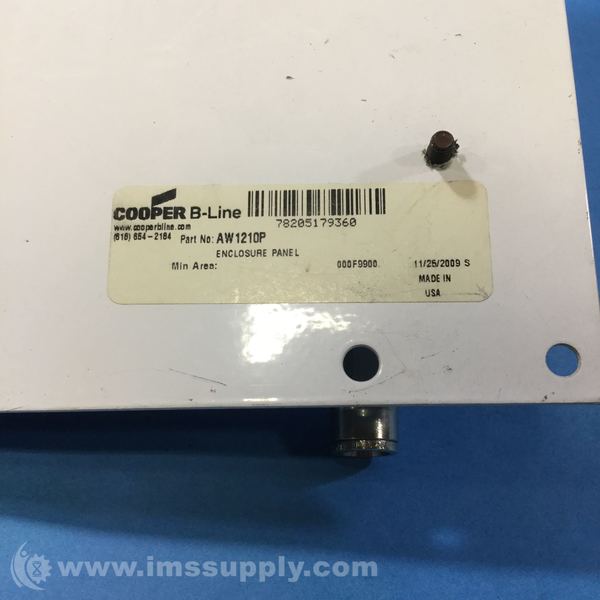 COOPER B-Line
78205179360
www.cooperbline.com
(618) 654-2184 Part No: AW1210P
ENCLOSURE PANEL
Min Area: 000F9900. 11/25/2009 S
MADE IN
USA
www.imssupply.com